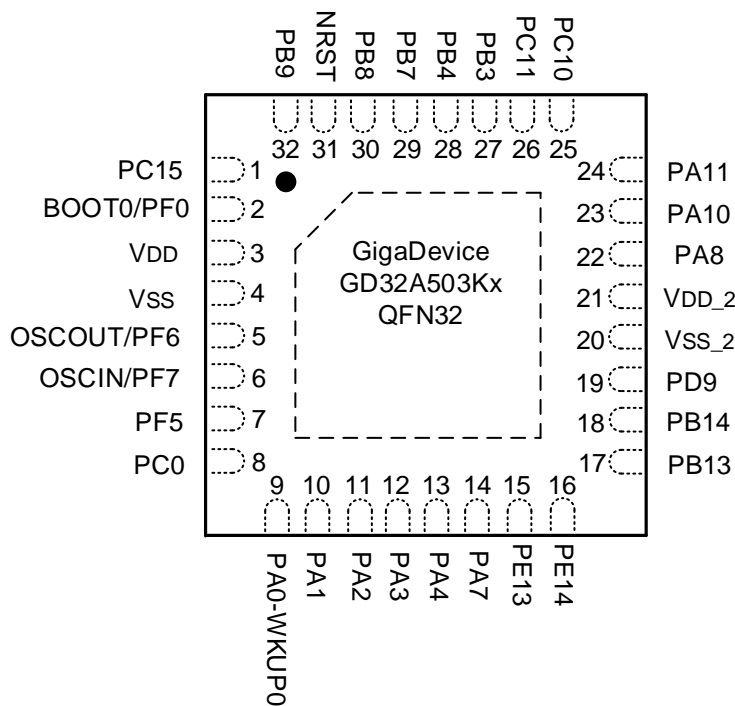 PB9 NRST PB8 PB7 PB4 PB3 PC11 PC10
32 31 30 29 28 27 26 25
PC15 1 24 PA11
BOOT0/PF0 2 23 PA10
VDD 3 22 PA8
VSS 4 21 VDD_2
OSCOUT/PF6 5 20 VSS_2
OSCIN/PF7 6 19 PD9
PF5 7 18 PB14
PC0 8 17 PB13
GigaDevice
GD32A503Kx
QFN32
9 10 11 12 13 14 15 16
PA0-WKUP0 PA1 PA2 PA3 PA4 PA7 PE13 PE14